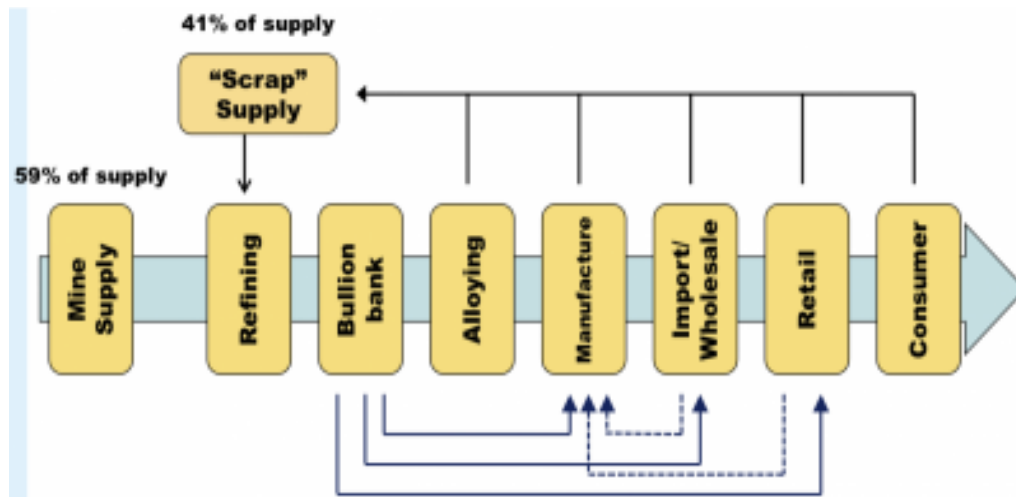 41% of supply
“Scrap”
Supply
59% of supply
Mine
Supply
Refining
Bullion
bank
Alloying
Manufacture
Import/
Wholesale
Retail
Consumer